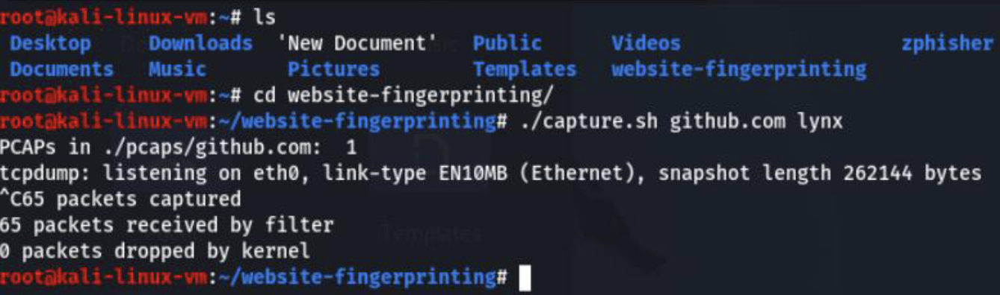 root@kali-linux-vm:~# ls
Desktop Downloads 'New Document' Public Videos zphisher
Documents Music Pictures Templates website-fingerprinting
root@kali-linux-vm:~# cd website-fingerprinting/
root@kali-linux-vm:~/website-fingerprinting# ./capture.sh github.com lynx
PCAPs in ./pcaps/github.com: 1
tcpdump: listening on eth0, link-type EN10MB (Ethernet), snapshot length 262144 bytes
^C65 packets captured
65 packets received by filter
0 packets dropped by kernel
root@kali-linux-vm:~/website-fingerprinting#
Templates